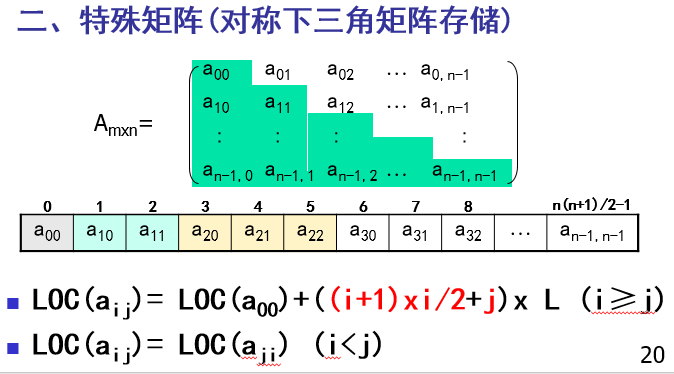 二、特殊矩阵(对称下三角矩阵存储)
a00 a01 a02 … a0,n-1
a10 a11 a12 … a1,n-1
Amxn=
: : : :
an-1,0 an-1,1 an-1,2 … an-1,n-1
0 1 2 3 4 5 6 7 8 n(n+1)/2-1
a00 a10 a11 a20 a21 a22 a30 a31 a32 … an-1,n-1
LOC(aij)= LOC(a00)+((i+1)xi/2+j)x L (i≥j)
LOC(aij)= LOC(aji) (i<j)
20